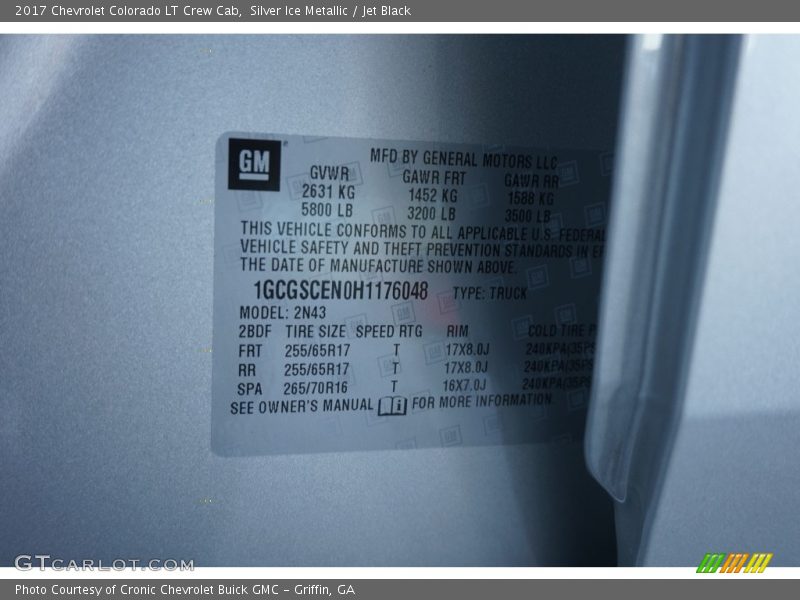 2017 Chevrolet Colorado LT Crew Cab, Silver Ice Metallic / Jet Black
GM
MFD BY GENERAL MOTORS LLC
GVWR GAWR FRT GAWR RR
2631 KG 1452 KG 1588 KG
5800 LB 3200 LB 3500 LB
THIS VEHICLE CONFORMS TO ALL APPLICABLE U.S. FEDERAL
VEHICLE SAFETY AND THEFT PREVENTION STANDARDS IN
THE DATE OF MANUFACTURE SHOWN ABOVE.
1GCGSCEN0H1176048 TYPE: TRUCK
MODEL: 2N43
2BDF TIRE SIZE SPEED RTG RIM COLD TIRE P
FRT 255/65R17 T 17X8.0J 240KPA(35PS
RR 255/65R17 T 17X8.0J 240KPA(35PS
SPA 265/70R16 T 16X7.0J 240KPA(35PS
SEE OWNER'S MANUAL i FOR MORE INFORMATION.
GTCARLOT.COM
Photo Courtesy of Cronic Chevrolet Buick GMC – Griffin, GA